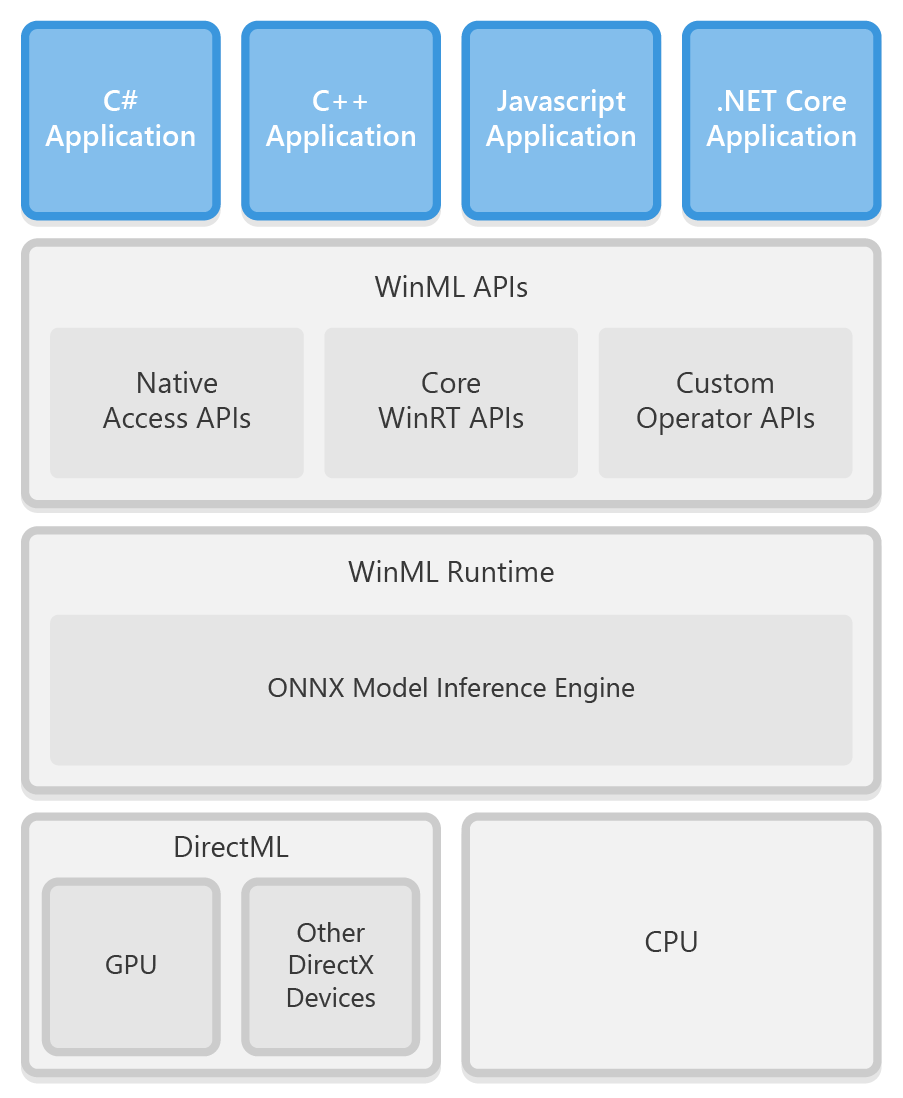 C#
Application
C++
Application
Javascript
Application
.NET Core
Application
WinML APIs
Native
Access APIs
Core
WinRT APIs
Custom
Operator APIs
WinML Runtime
ONNX Model Inference Engine
DirectML
GPU
Other
DirectX
Devices
CPU